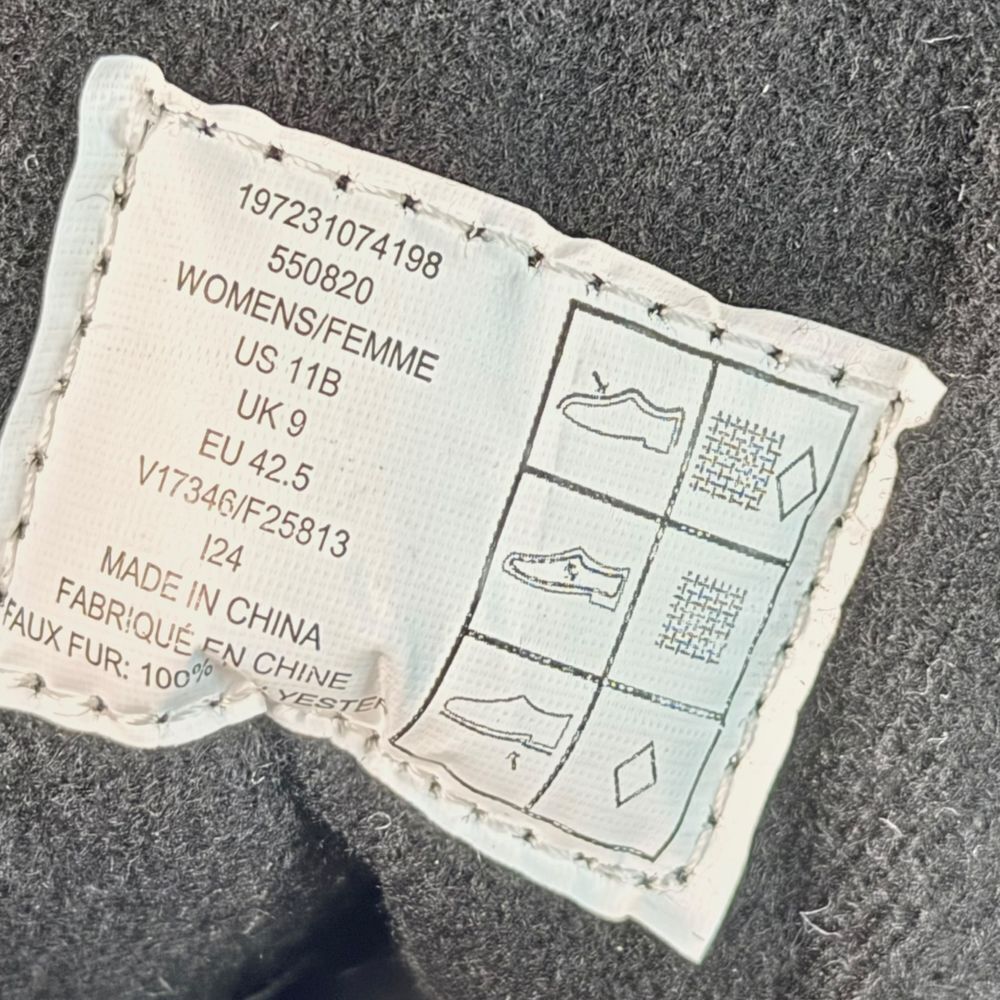 197231074198
550820
WOMENS/FEMME
US 11B
UK 9
EU 42.5
V17346/F25813
I24
MADE IN CHINA
FABRIQUÉ EN CHINE
FAUX FUR: 100%